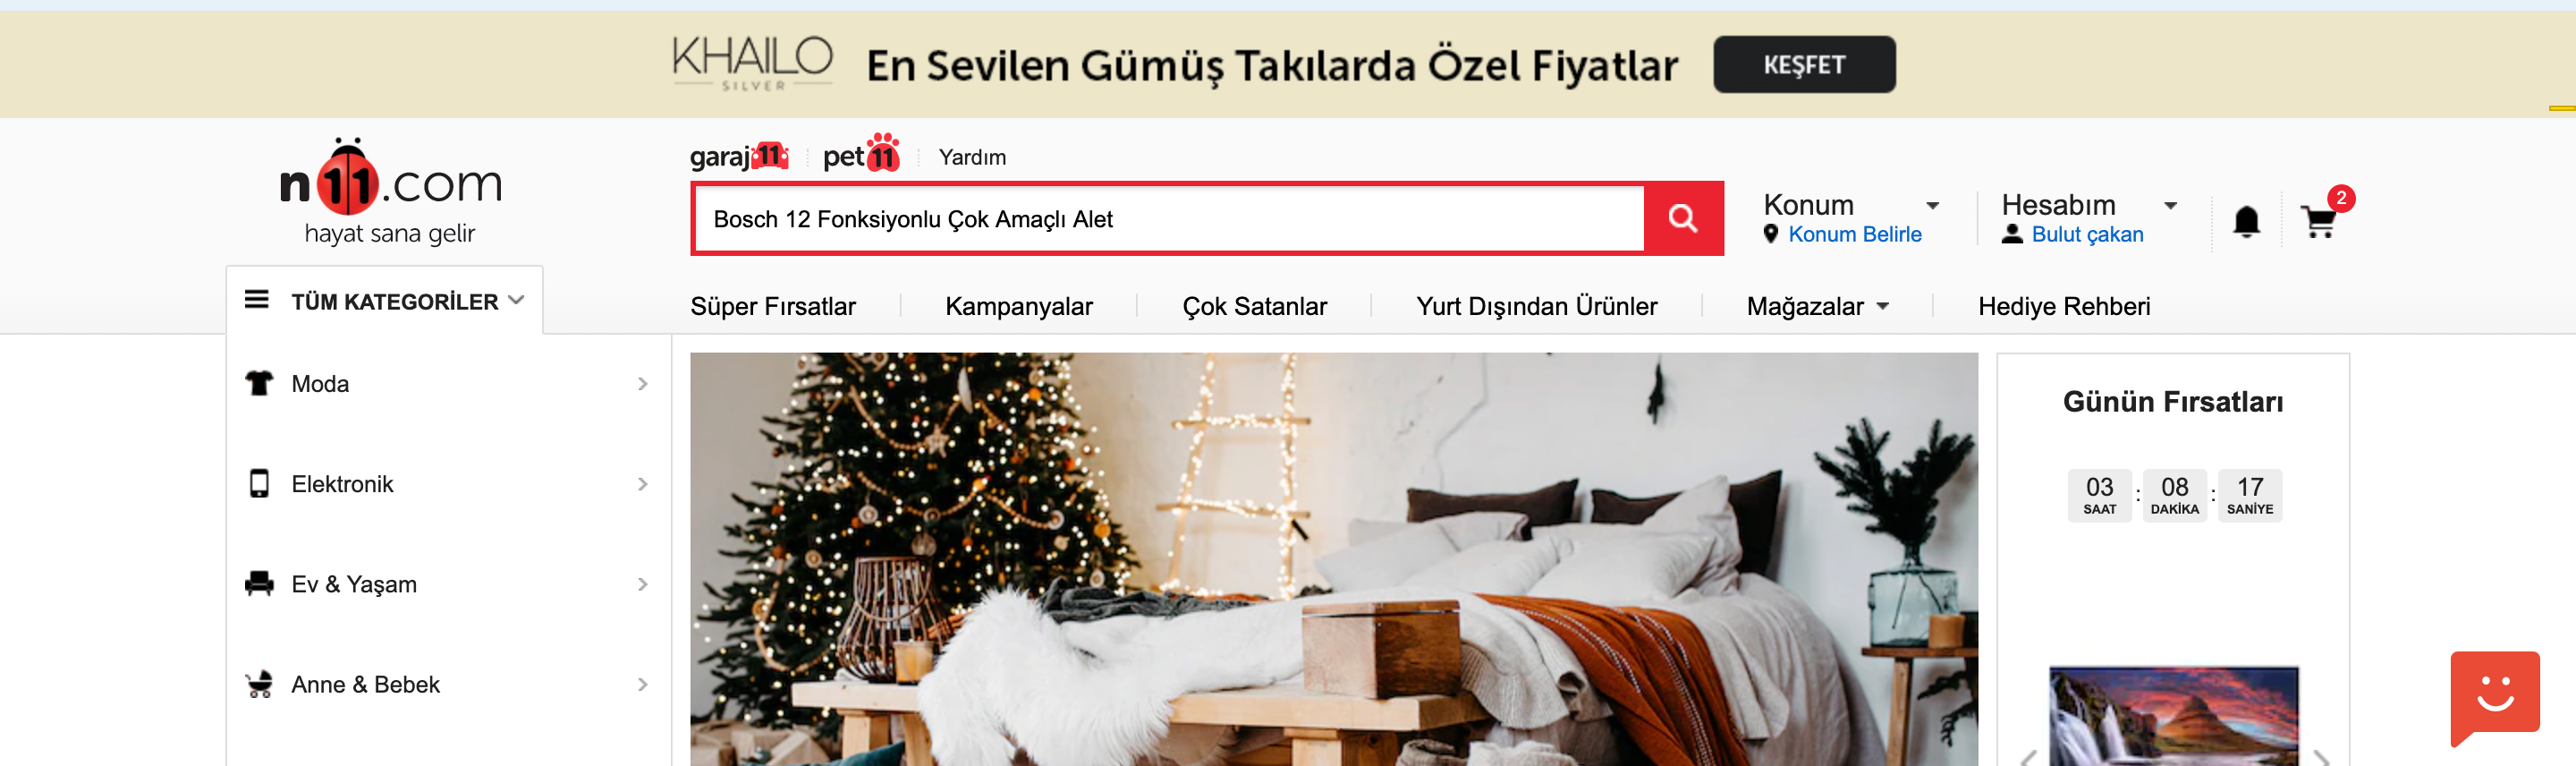 KHAILO
SILVER
En Sevilen Gümüş Takılarda Özel Fiyatlar
KEŞFET
n11.com
hayat sana gelir
garaj11
pet11
Yardım
Bosch 12 Fonksiyonlu Çok Amaçlı Alet
Konum
Konum Belirle
Hesabım
Bulut çakan
2
TÜM KATEGORİLER
Süper Fırsatlar
Kampanyalar
Çok Satanlar
Yurt Dışından Ürünler
Mağazalar
Hediye Rehberi
Moda
Elektronik
Ev & Yaşam
Anne & Bebek
Günün Fırsatları
03 : 08 : 17
SAAT DAKİKA SANİYE